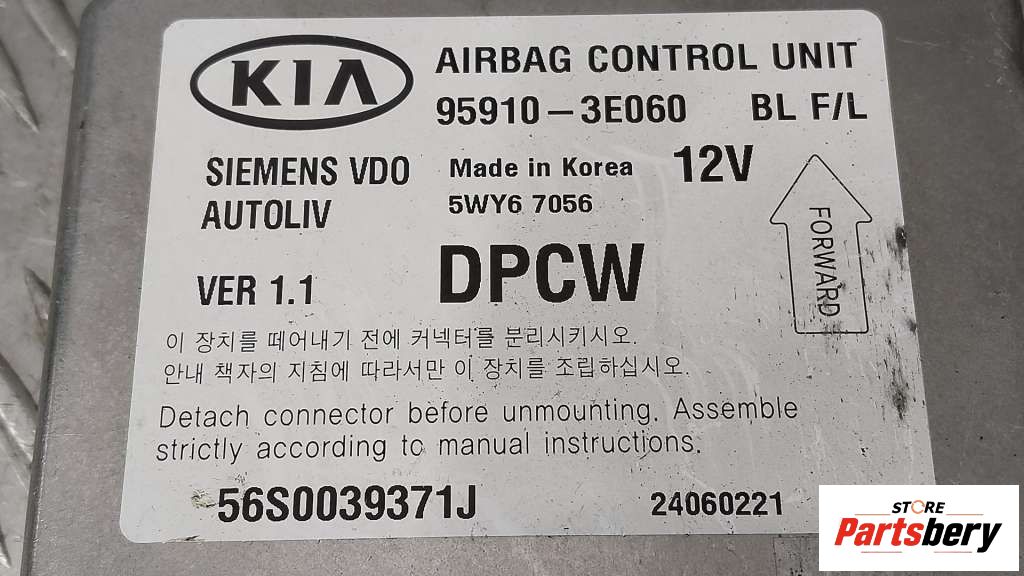 KIA AIRBAG CONTROL UNIT
95910-3E060 BL F/L
SIEMENS VDO Made in Korea 12V
AUTOLIV 5WY6 7056
FORWARD
VER 1.1 DPCW
이 장치를 떼어내기 전에 커넥터를 분리시키시오.
안내 책자의 지침에 따라서만 이 장치를 조립하십시오.
Detach connector before unmounting. Assemble
strictly according to manual instructions.
56S0039371J 24060221
STORE
Partsbery